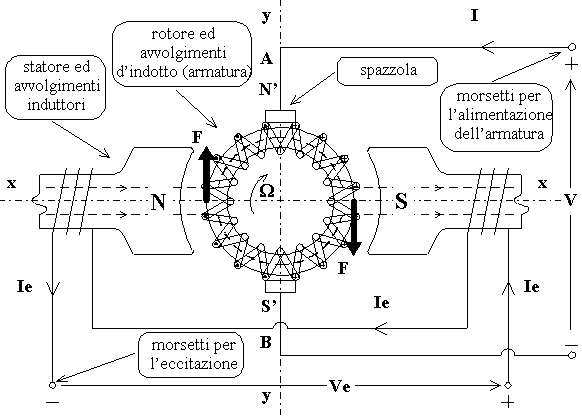 y
I
rotore ed
avvolgimenti
d'indotto (armatura)
A
N'
spazzola
+
statore ed
avvolgimenti
induttori
morsetti per
l'alimentazione
dell'armatura
F
x
N
Ω
S
x
V
F
Ie
S'
Ie
Ie
B
morsetti per
l'eccitazione
–
–
y
Ve
+